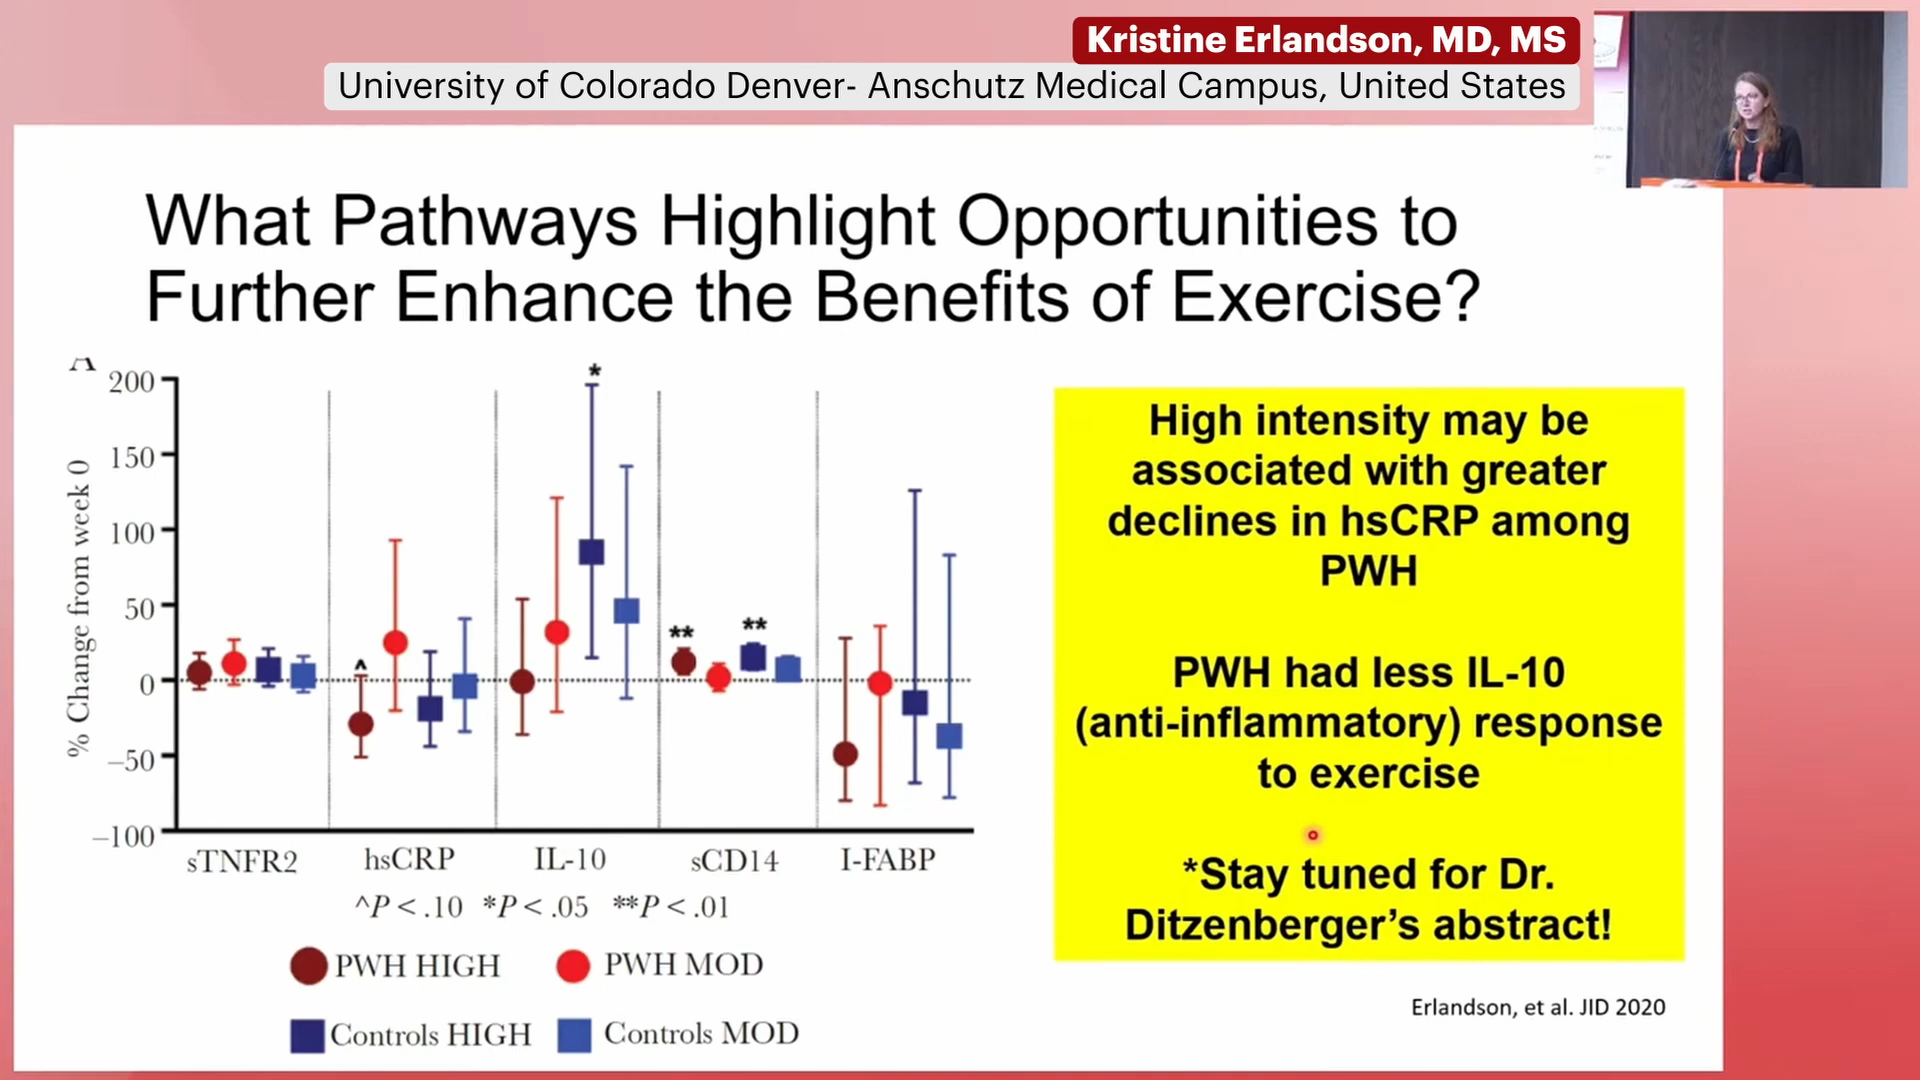 Kristine Erlandson, MD, MS
University of Colorado Denver- Anschutz Medical Campus, United States
What Pathways Highlight Opportunities to
Further Enhance the Benefits of Exercise?
A
% Change from week 0
200
150
100
50
0
–50
–100
*
^
**
**
sTNFR2 hsCRP IL-10 sCD14 I-FABP
^P < .10 *P < .05 **P < .01
PWH HIGH PWH MOD
Controls HIGH Controls MOD
High intensity may be
associated with greater
declines in hsCRP among
PWH
PWH had less IL-10
(anti-inflammatory) response
to exercise
*Stay tuned for Dr.
Ditzenberger’s abstract!
Erlandson, et al. JID 2020